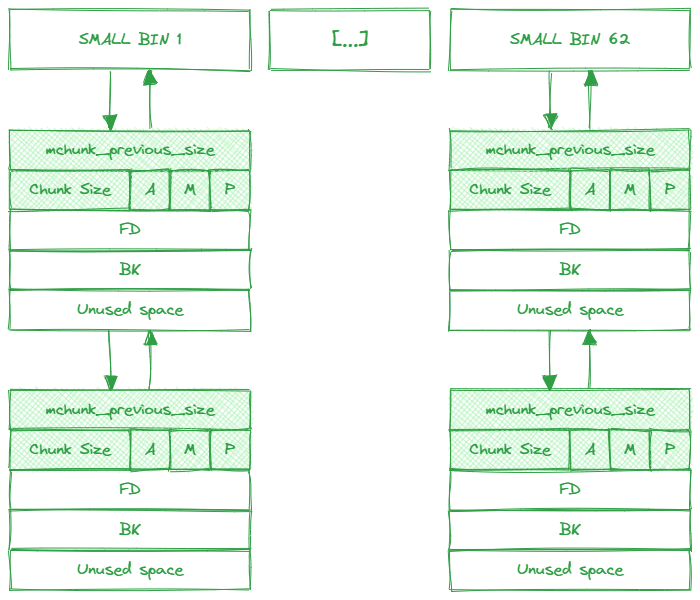 SMALL BIN 1
[...]
SMALL BIN 62
mchunk_previous_size
Chunk Size A M P
FD
BK
Unused space
mchunk_previous_size
Chunk Size A M P
FD
BK
Unused space
mchunk_previous_size
Chunk Size A M P
FD
BK
Unused space
mchunk_previous_size
Chunk Size A M P
FD
BK
Unused space